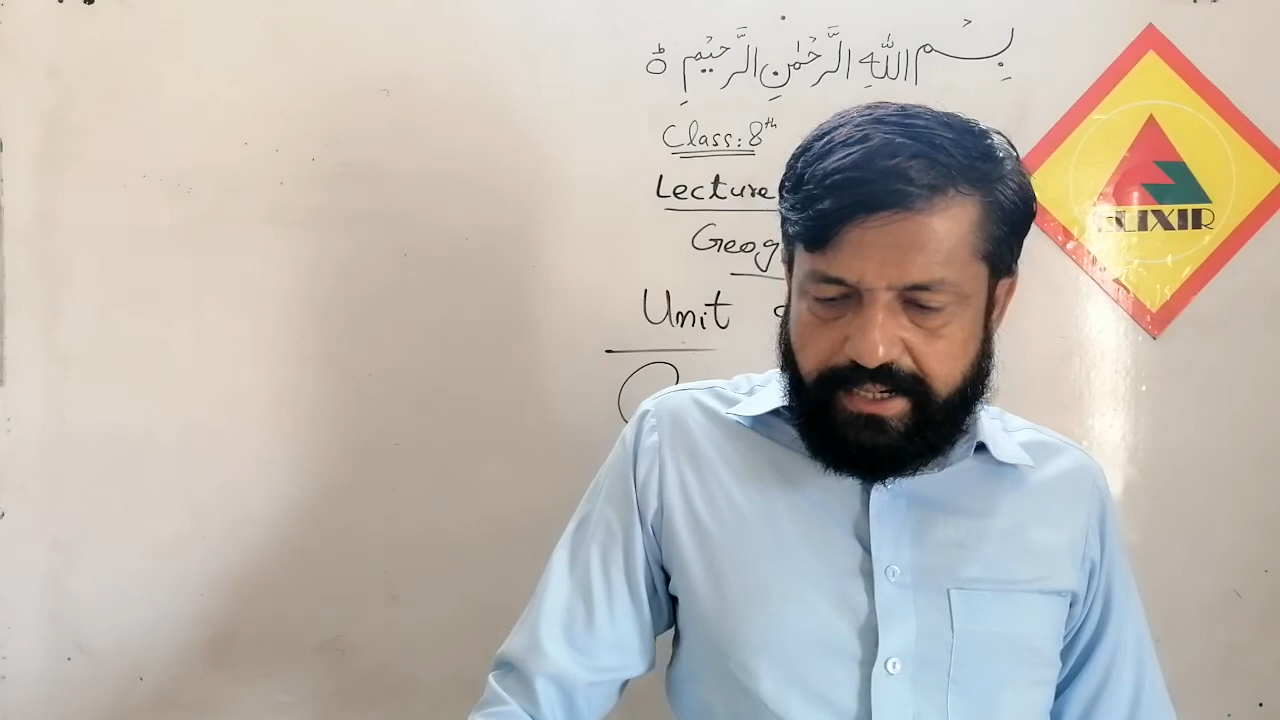 بِسْمِ اللّٰهِ الرَّحْمٰنِ الرَّحِيْمِ ط
Class: 8th
Lecture
Geog
Unit
ELIXIR